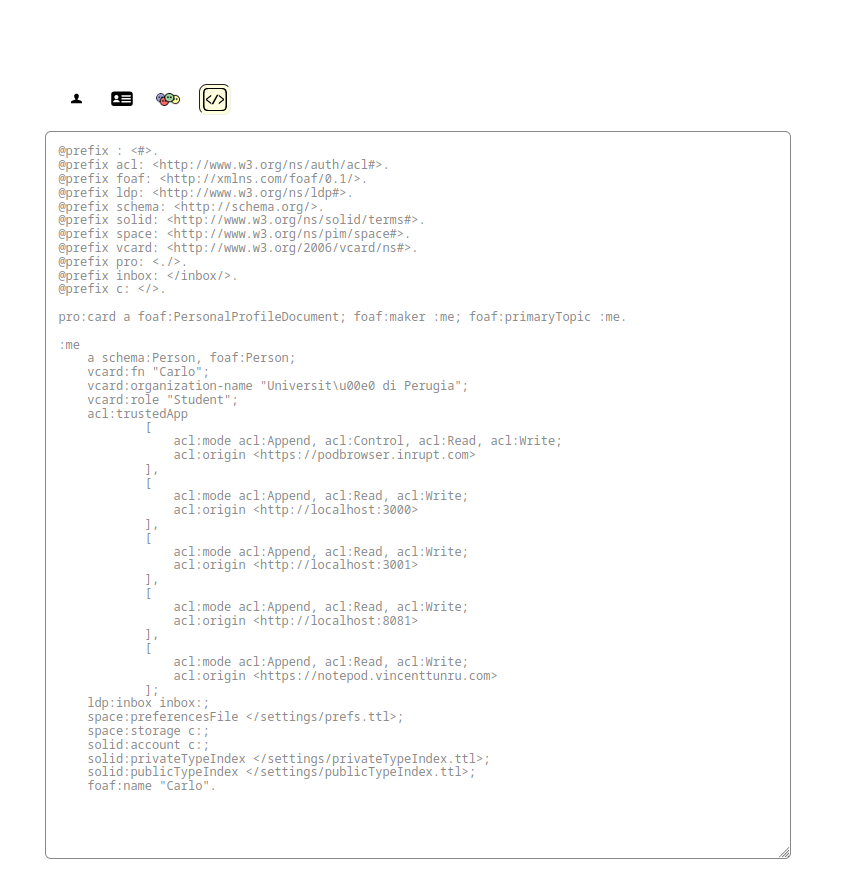 </>
@prefix : <#>.
@prefix acl: <http://www.w3.org/ns/auth/acl#>.
@prefix foaf: <http://xmlns.com/foaf/0.1/>.
@prefix ldp: <http://www.w3.org/ns/ldp#>.
@prefix schema: <http://schema.org/>.
@prefix solid: <http://www.w3.org/ns/solid/terms#>.
@prefix space: <http://www.w3.org/ns/pim/space#>.
@prefix vcard: <http://www.w3.org/2006/vcard/ns#>.
@prefix pro: <./>.
@prefix inbox: </inbox/>.
@prefix c: </>.

pro:card a foaf:PersonalProfileDocument; foaf:maker :me; foaf:primaryTopic :me.

:me
    a schema:Person, foaf:Person;
    vcard:fn "Carlo";
    vcard:organization-name "Universit\u00e0 di Perugia";
    vcard:role "Student";
    acl:trustedApp
            [
                acl:mode acl:Append, acl:Control, acl:Read, acl:Write;
                acl:origin <https://podbrowser.inrupt.com>
            ],
            [
                acl:mode acl:Append, acl:Read, acl:Write;
                acl:origin <http://localhost:3000>
            ],
            [
                acl:mode acl:Append, acl:Read, acl:Write;
                acl:origin <http://localhost:3001>
            ],
            [
                acl:mode acl:Append, acl:Read, acl:Write;
                acl:origin <http://localhost:8081>
            ],
            [
                acl:mode acl:Append, acl:Read, acl:Write;
                acl:origin <https://notepod.vincenttunru.com>
            ];
    ldp:inbox inbox:;
    space:preferencesFile </settings/prefs.ttl>;
    space:storage c:;
    solid:account c:;
    solid:privateTypeIndex </settings/privateTypeIndex.ttl>;
    solid:publicTypeIndex </settings/publicTypeIndex.ttl>;
    foaf:name "Carlo".